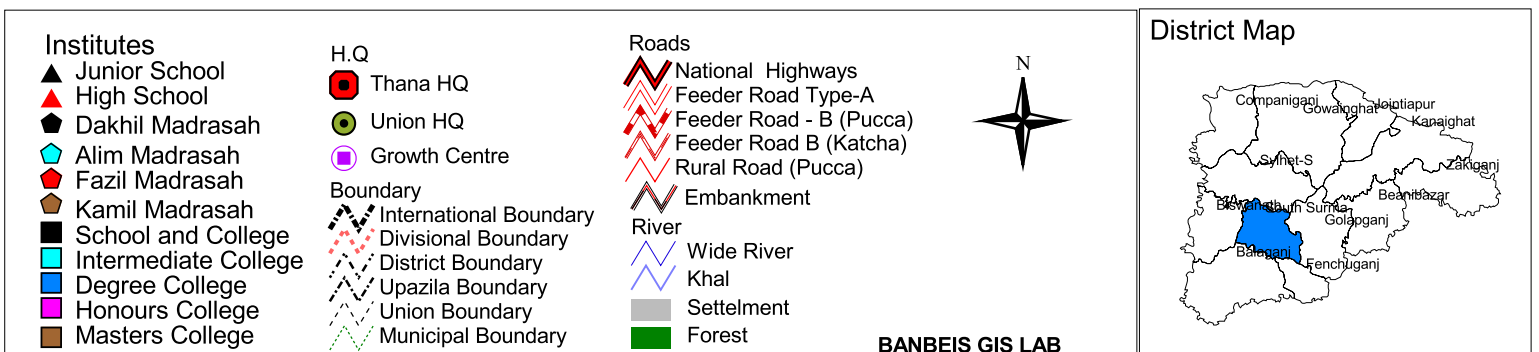 Institutes
Junior School
High School
Dakhil Madrasah
Alim Madrasah
Fazil Madrasah
Kamil Madrasah
School and College
Intermediate College
Degree College
Honours College
Masters College
H.Q
Thana HQ
Union HQ
Growth Centre
Boundary
International Boundary
Divisional Boundary
District Boundary
Upazila Boundary
Union Boundary
Municipal Boundary
Roads
National Highways
Feeder Road Type-A
Feeder Road - B (Pucca)
Feeder Road B (Katcha)
Rural Road (Pucca)
Embankment
River
Wide River
Khal
Settelment
Forest
N
BANBEIS GIS LAB
District Map
Companiganj
Gowainghat
Jointiapur
Kanaighat
Sylhet-S
Zakiganj
Beanibazar
Biswanath
South Surma
Golapganj
Balaganj
Fenchuganj